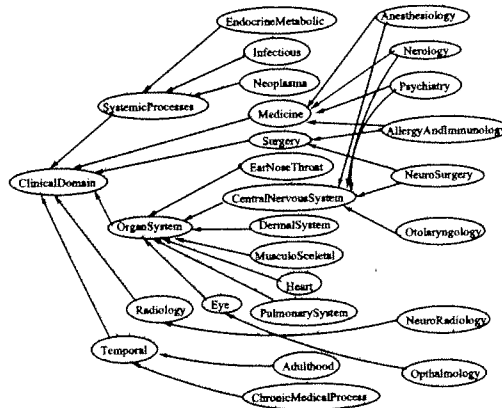 EndocrineMetabolic
Anesthesiology
Infectious
Nerology
Neoplasma
Psychiatry
SystemicProcesses
Medicine
AllergyAndImmunology
Surgery
EarNoseThroat
ClinicalDomain
NeuroSurgery
CentralNervousSystem
OrganSystem
DermalSystem
Otolaryngology
MusculoSceletal
Heart
Radiology
Eye
PulmonarySystem
NeuroRadiology
Temporal
Adulthood
Opthalmology
ChronicMedicalProcess